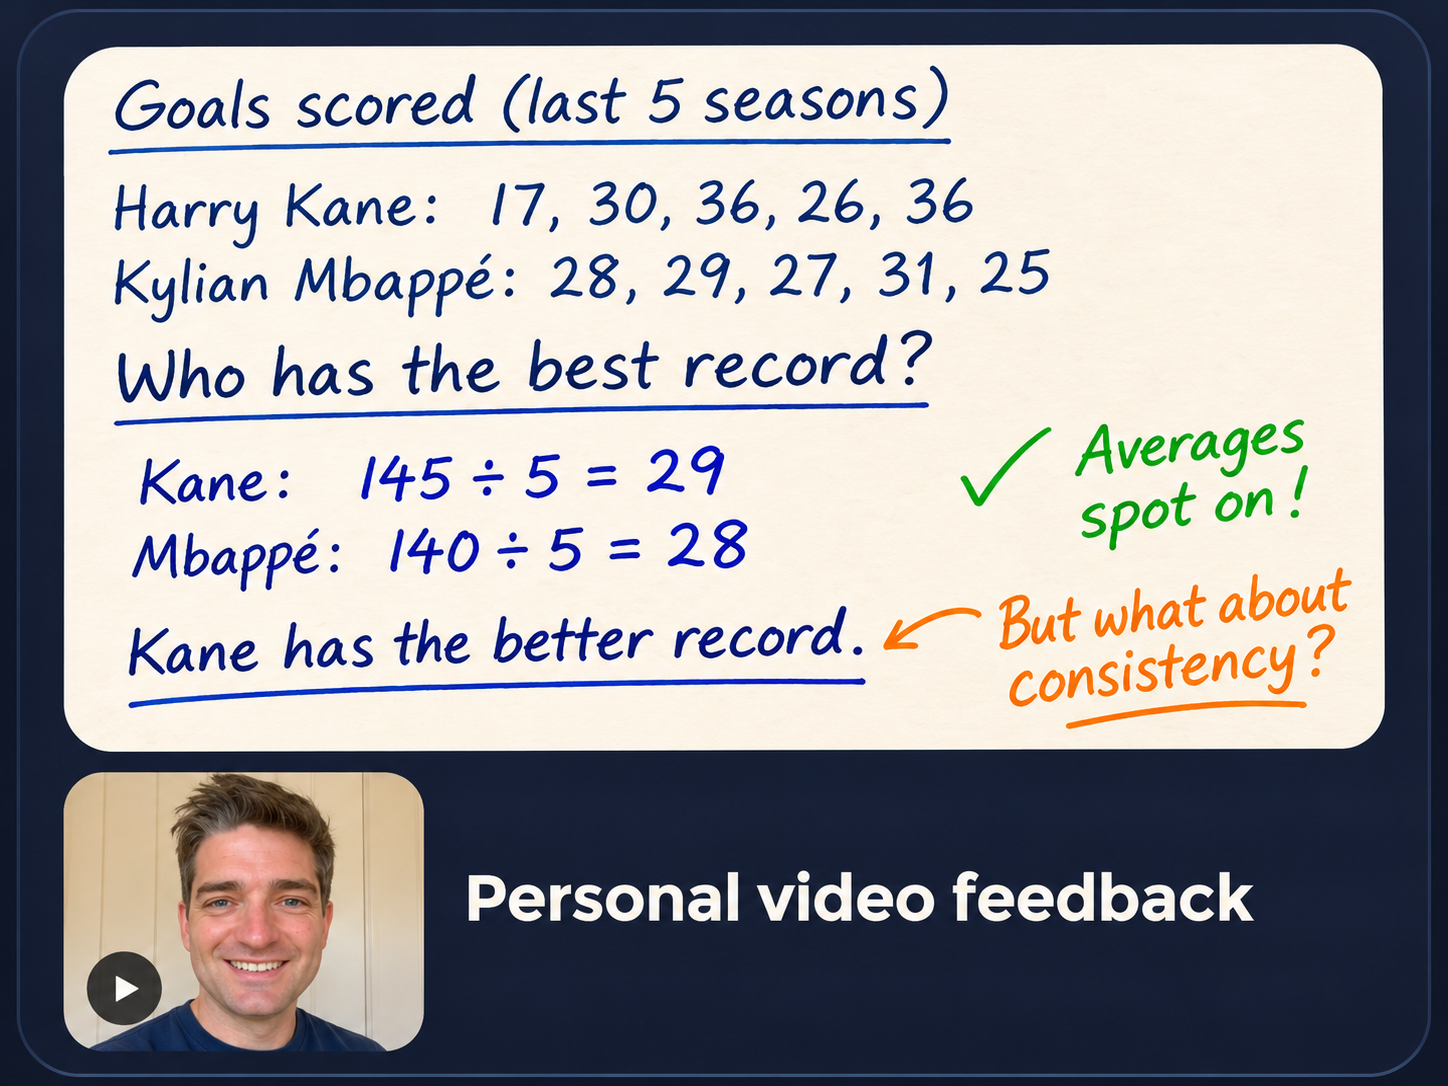 Goals scored (last 5 seasons)
Harry Kane: 17, 30, 36, 26, 36
Kylian Mbappé: 28, 29, 27, 31, 25
Who has the best record?
Kane: 145 ÷ 5 = 29
Mbappé: 140 ÷ 5 = 28
Kane has the better record.
Averages
spot on!
But what about
consistency?
Personal video feedback